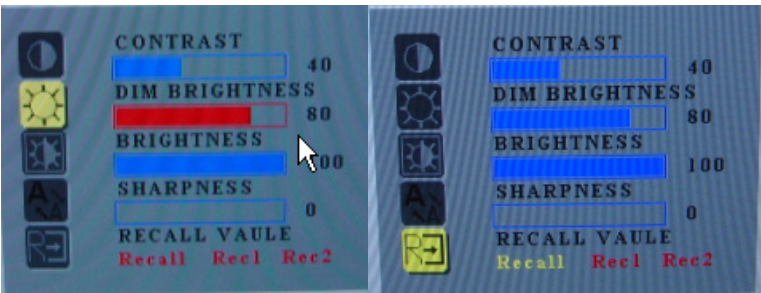 CONTRAST
40
DIM BRIGHTNESS
80
BRIGHTNESS
00
SHARPNESS
0
RECALL VAULE
Recall Rec1 Rec2
CONTRAST
40
DIM BRIGHTNESS
80
BRIGHTNESS
100
SHARPNESS
0
RECALL VAULE
Recall Rec1 Rec2